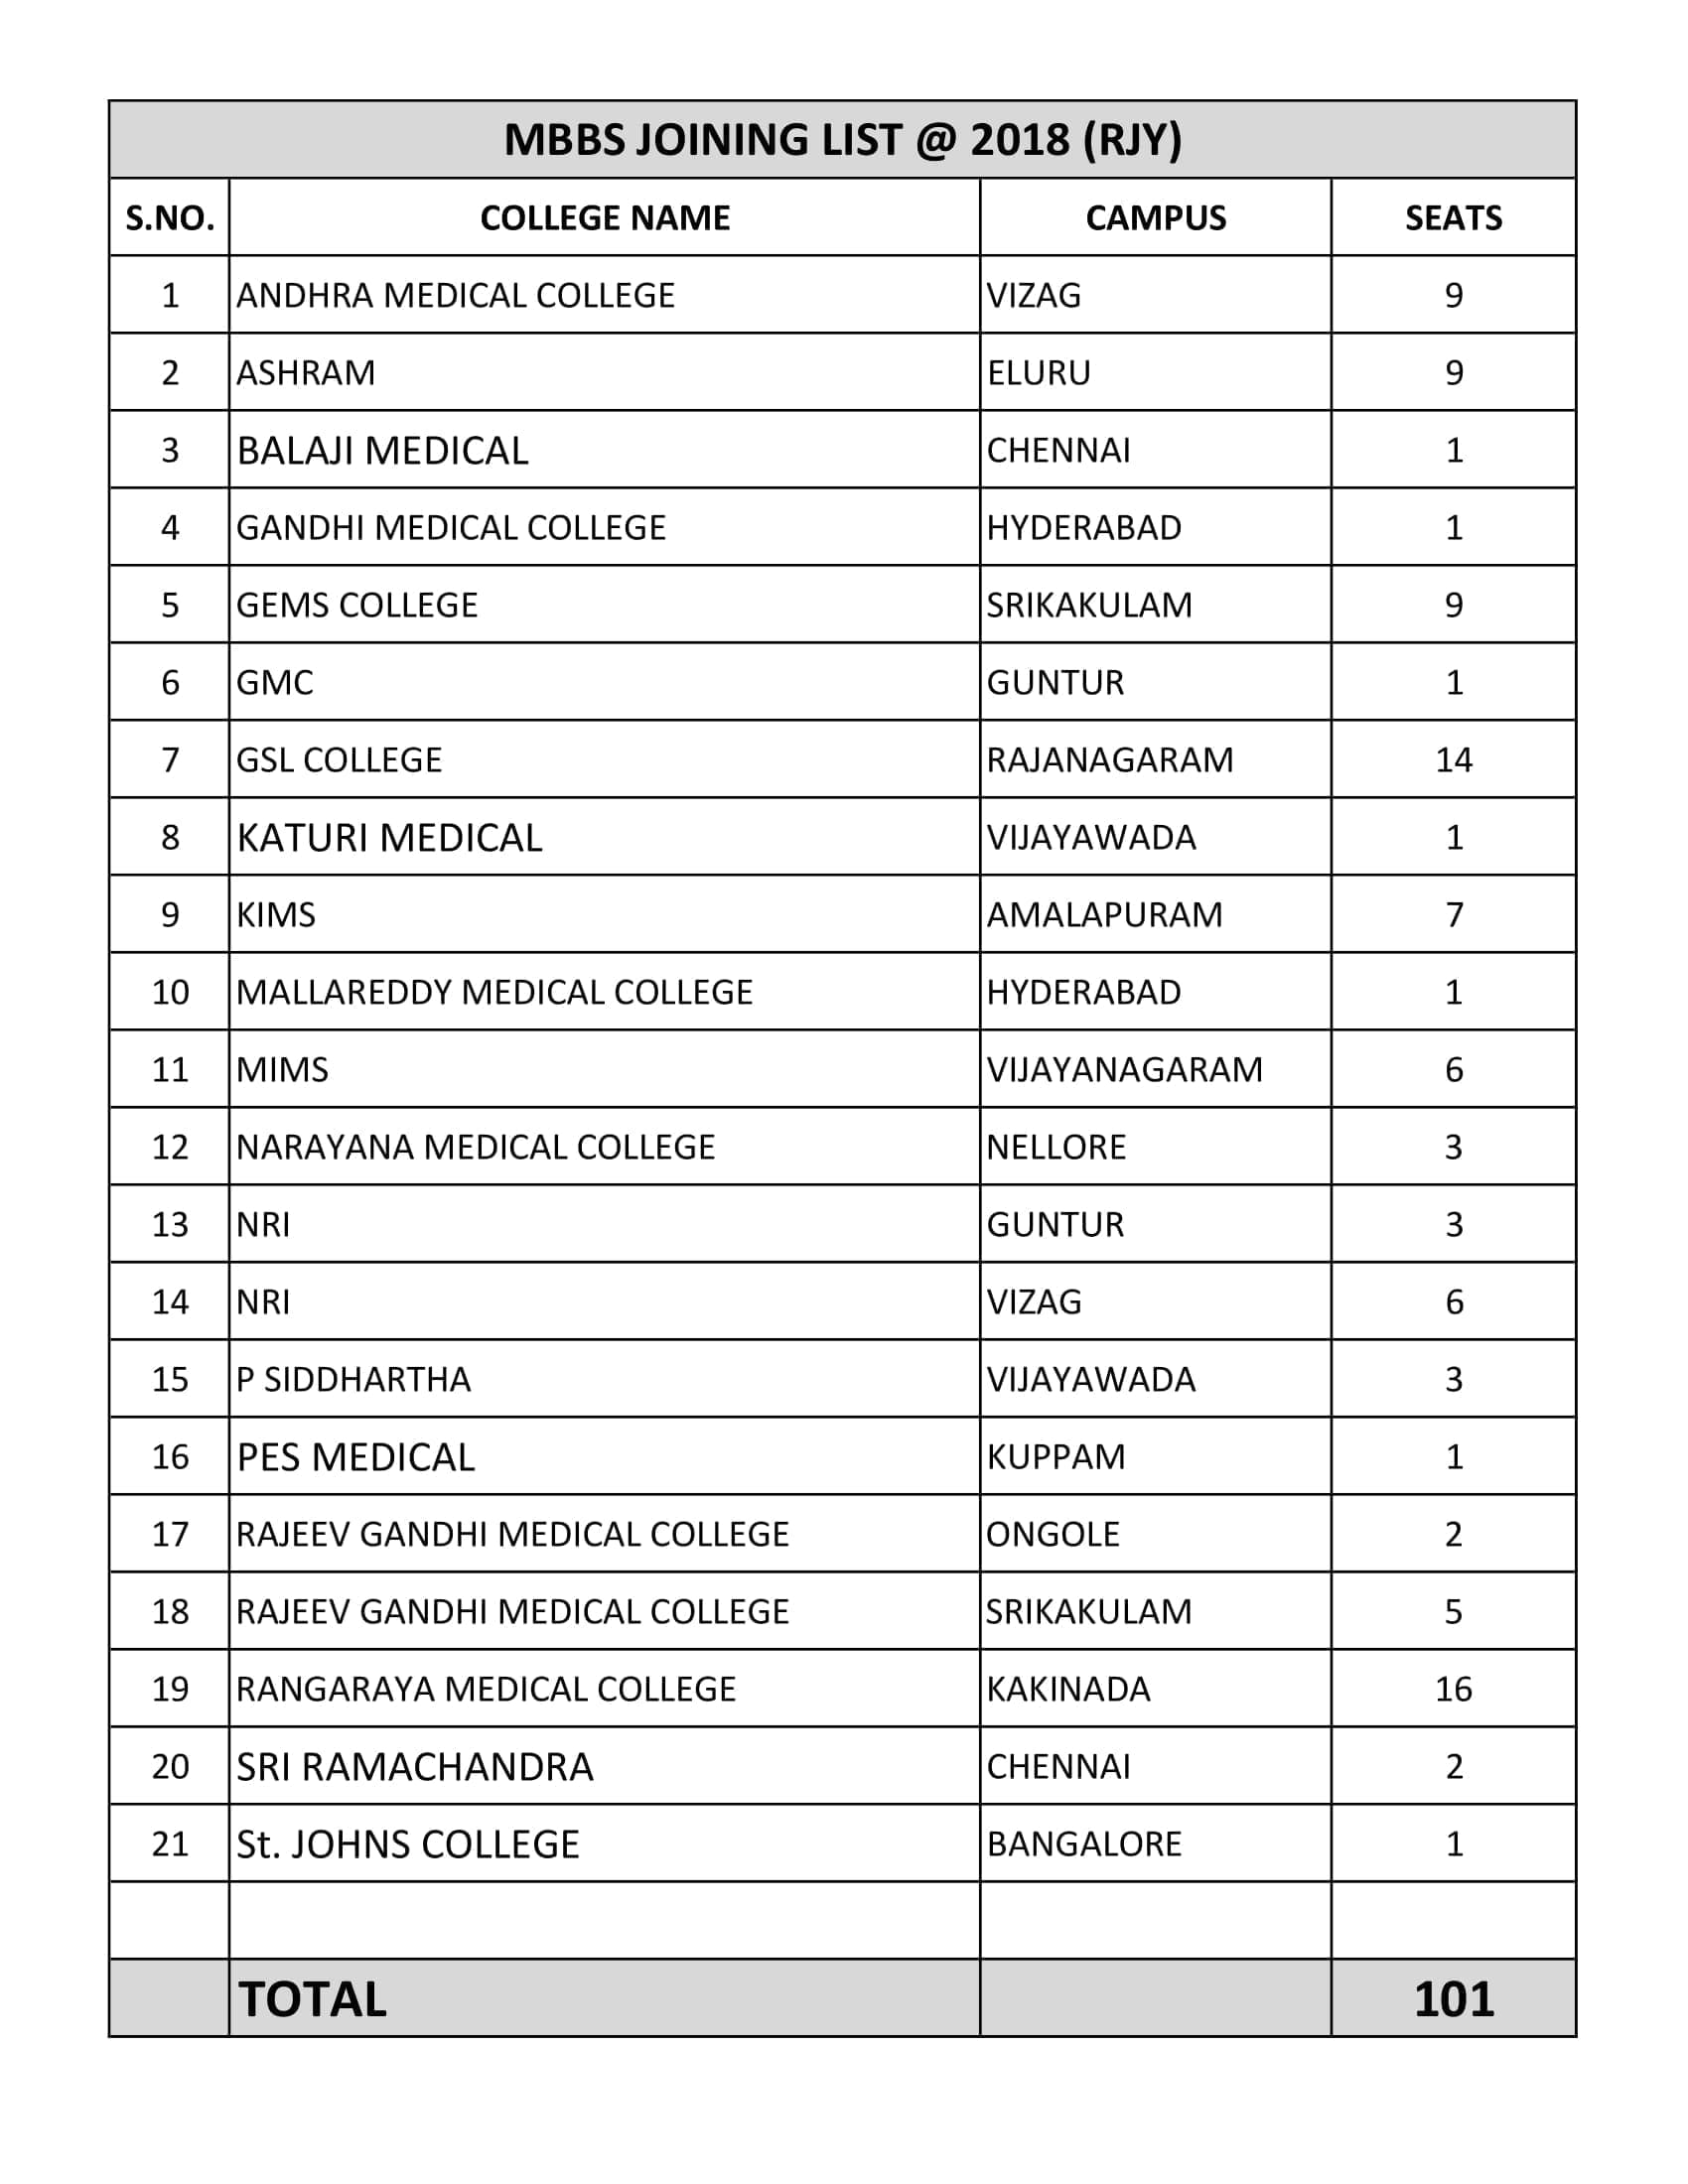 MBBS JOINING LIST @ 2018 (RJY)
S.NO. COLLEGE NAME CAMPUS SEATS
1 ANDHRA MEDICAL COLLEGE VIZAG 9
2 ASHRAM ELURU 9
3 BALAJI MEDICAL CHENNAI 1
4 GANDHI MEDICAL COLLEGE HYDERABAD 1
5 GEMS COLLEGE SRIKAKULAM 9
6 GMC GUNTUR 1
7 GSL COLLEGE RAJANAGARAM 14
8 KATURI MEDICAL VIJAYAWADA 1
9 KIMS AMALAPURAM 7
10 MALLAREDDY MEDICAL COLLEGE HYDERABAD 1
11 MIMS VIJAYANAGARAM 6
12 NARAYANA MEDICAL COLLEGE NELLORE 3
13 NRI GUNTUR 3
14 NRI VIZAG 6
15 P SIDDHARTHA VIJAYAWADA 3
16 PES MEDICAL KUPPAM 1
17 RAJEEV GANDHI MEDICAL COLLEGE ONGOLE 2
18 RAJEEV GANDHI MEDICAL COLLEGE SRIKAKULAM 5
19 RANGARAYA MEDICAL COLLEGE KAKINADA 16
20 SRI RAMACHANDRA CHENNAI 2
21 St. JOHNS COLLEGE BANGALORE 1
TOTAL 101